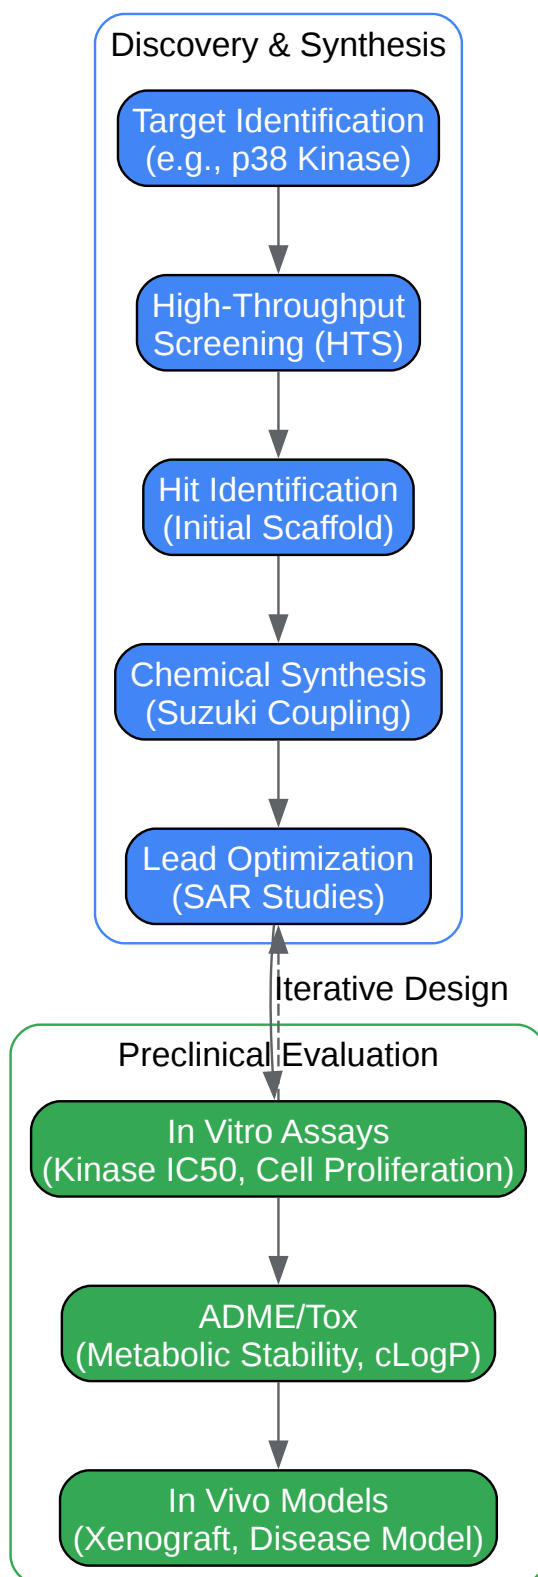 Discovery & Synthesis
Target Identification
(e.g., p38 Kinase)
High-Throughput
Screening (HTS)
Hit Identification
(Initial Scaffold)
Chemical Synthesis
(Suzuki Coupling)
Lead Optimization
(SAR Studies)
Iterative Design
Preclinical Evaluation
In Vitro Assays
(Kinase IC50, Cell Proliferation)
ADME/Tox
(Metabolic Stability, cLogP)
In Vivo Models
(Xenograft, Disease Model)